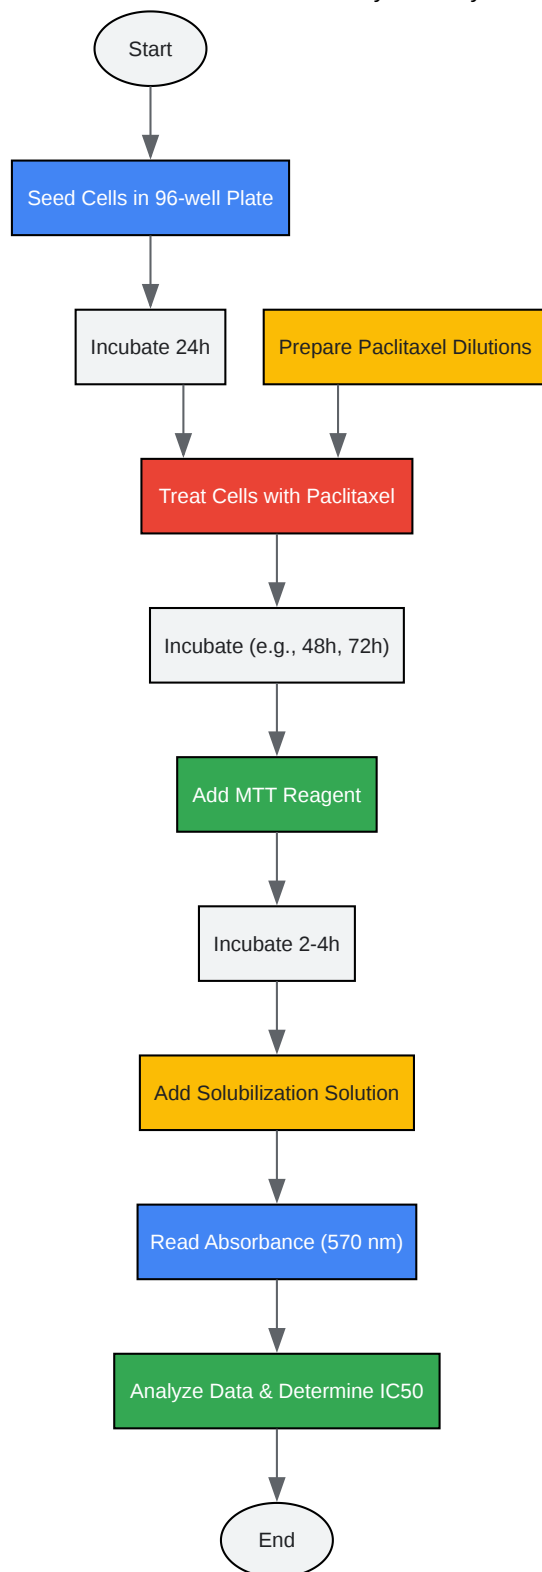 Start
Seed Cells in 96-well Plate
Incubate 24h
Prepare Paclitaxel Dilutions
Treat Cells with Paclitaxel
Incubate (e.g., 48h, 72h)
Add MTT Reagent
Incubate 2-4h
Add Solubilization Solution
Read Absorbance (570 nm)
Analyze Data & Determine IC50
End